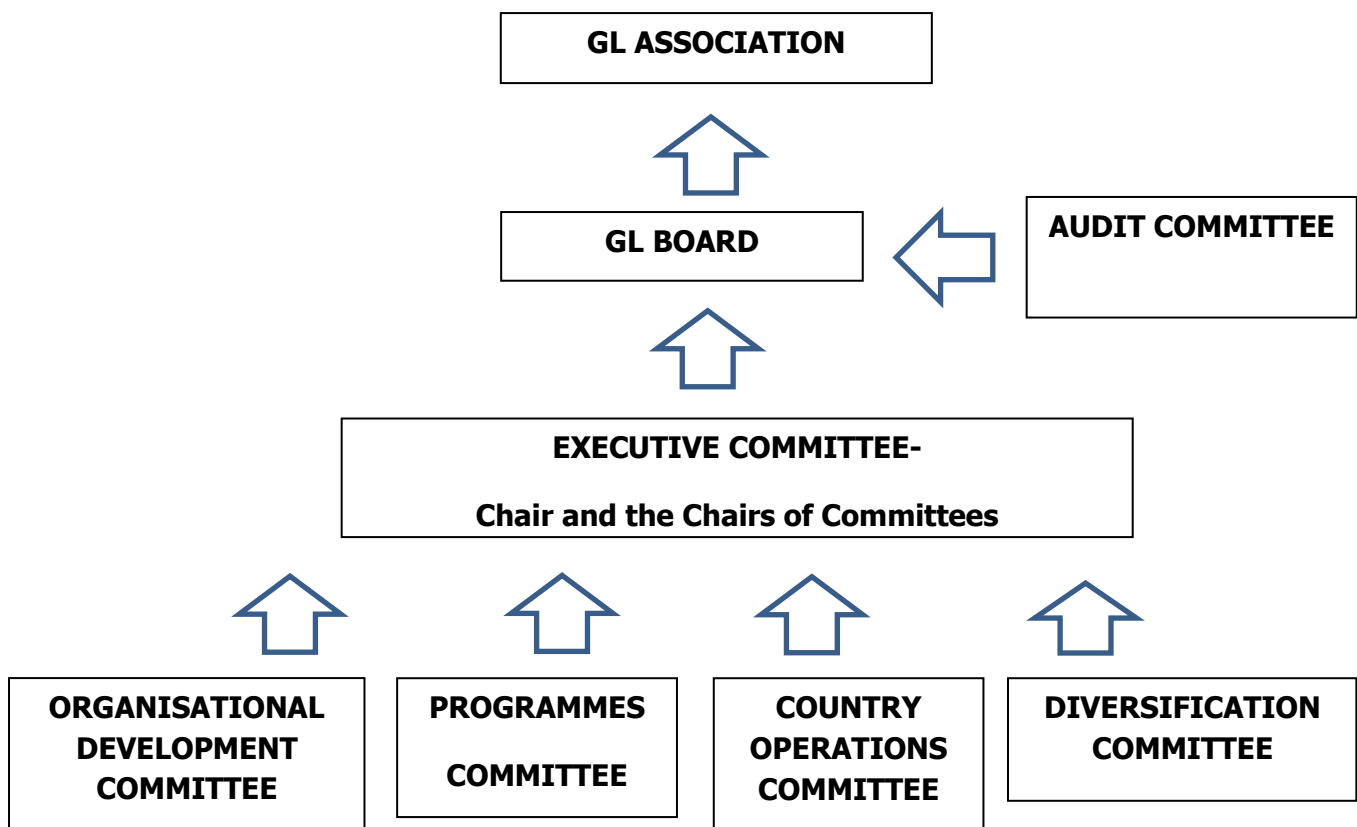 GL ASSOCIATION
GL BOARD
AUDIT COMMITTEE
EXECUTIVE COMMITTEE-
Chair and the Chairs of Committees
ORGANISATIONAL
DEVELOPMENT
COMMITTEE
PROGRAMMES
COMMITTEE
COUNTRY
OPERATIONS
COMMITTEE
DIVERSIFICATION
COMMITTEE